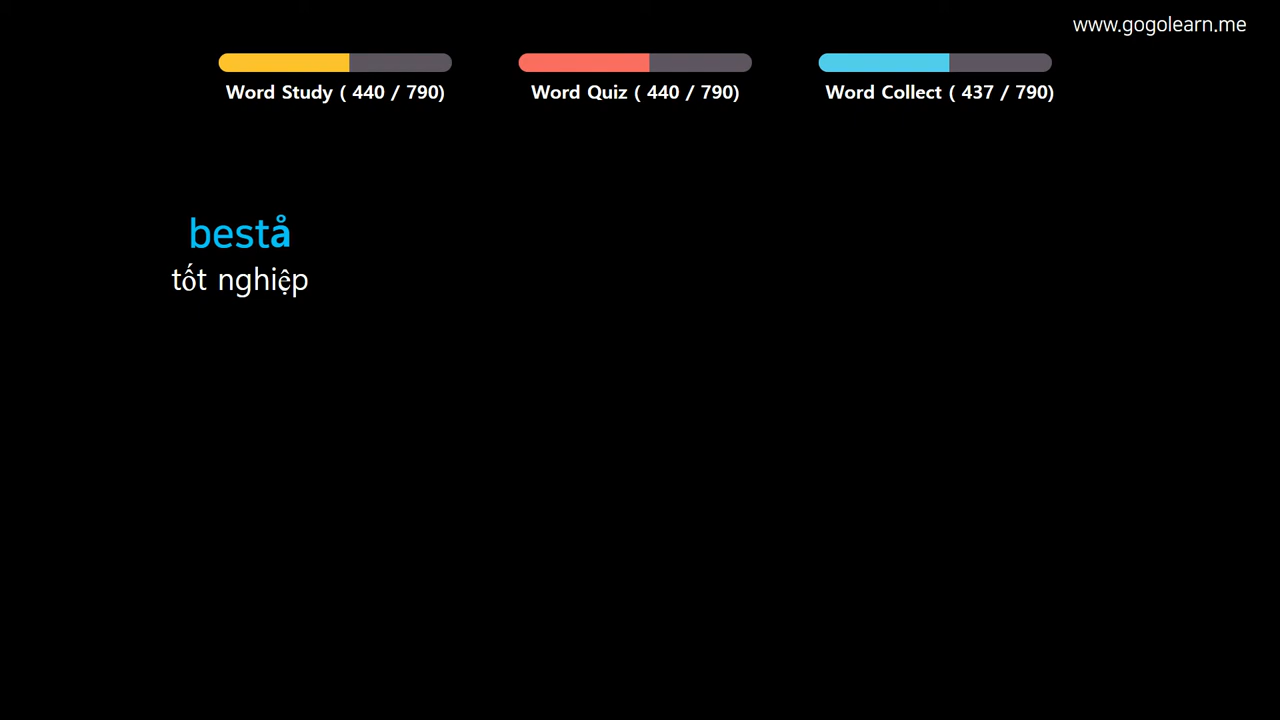 www.gogolearn.me
Word Study ( 440 / 790)
Word Quiz ( 440 / 790)
Word Collect ( 437 / 790)
bestå
tốt nghiệp